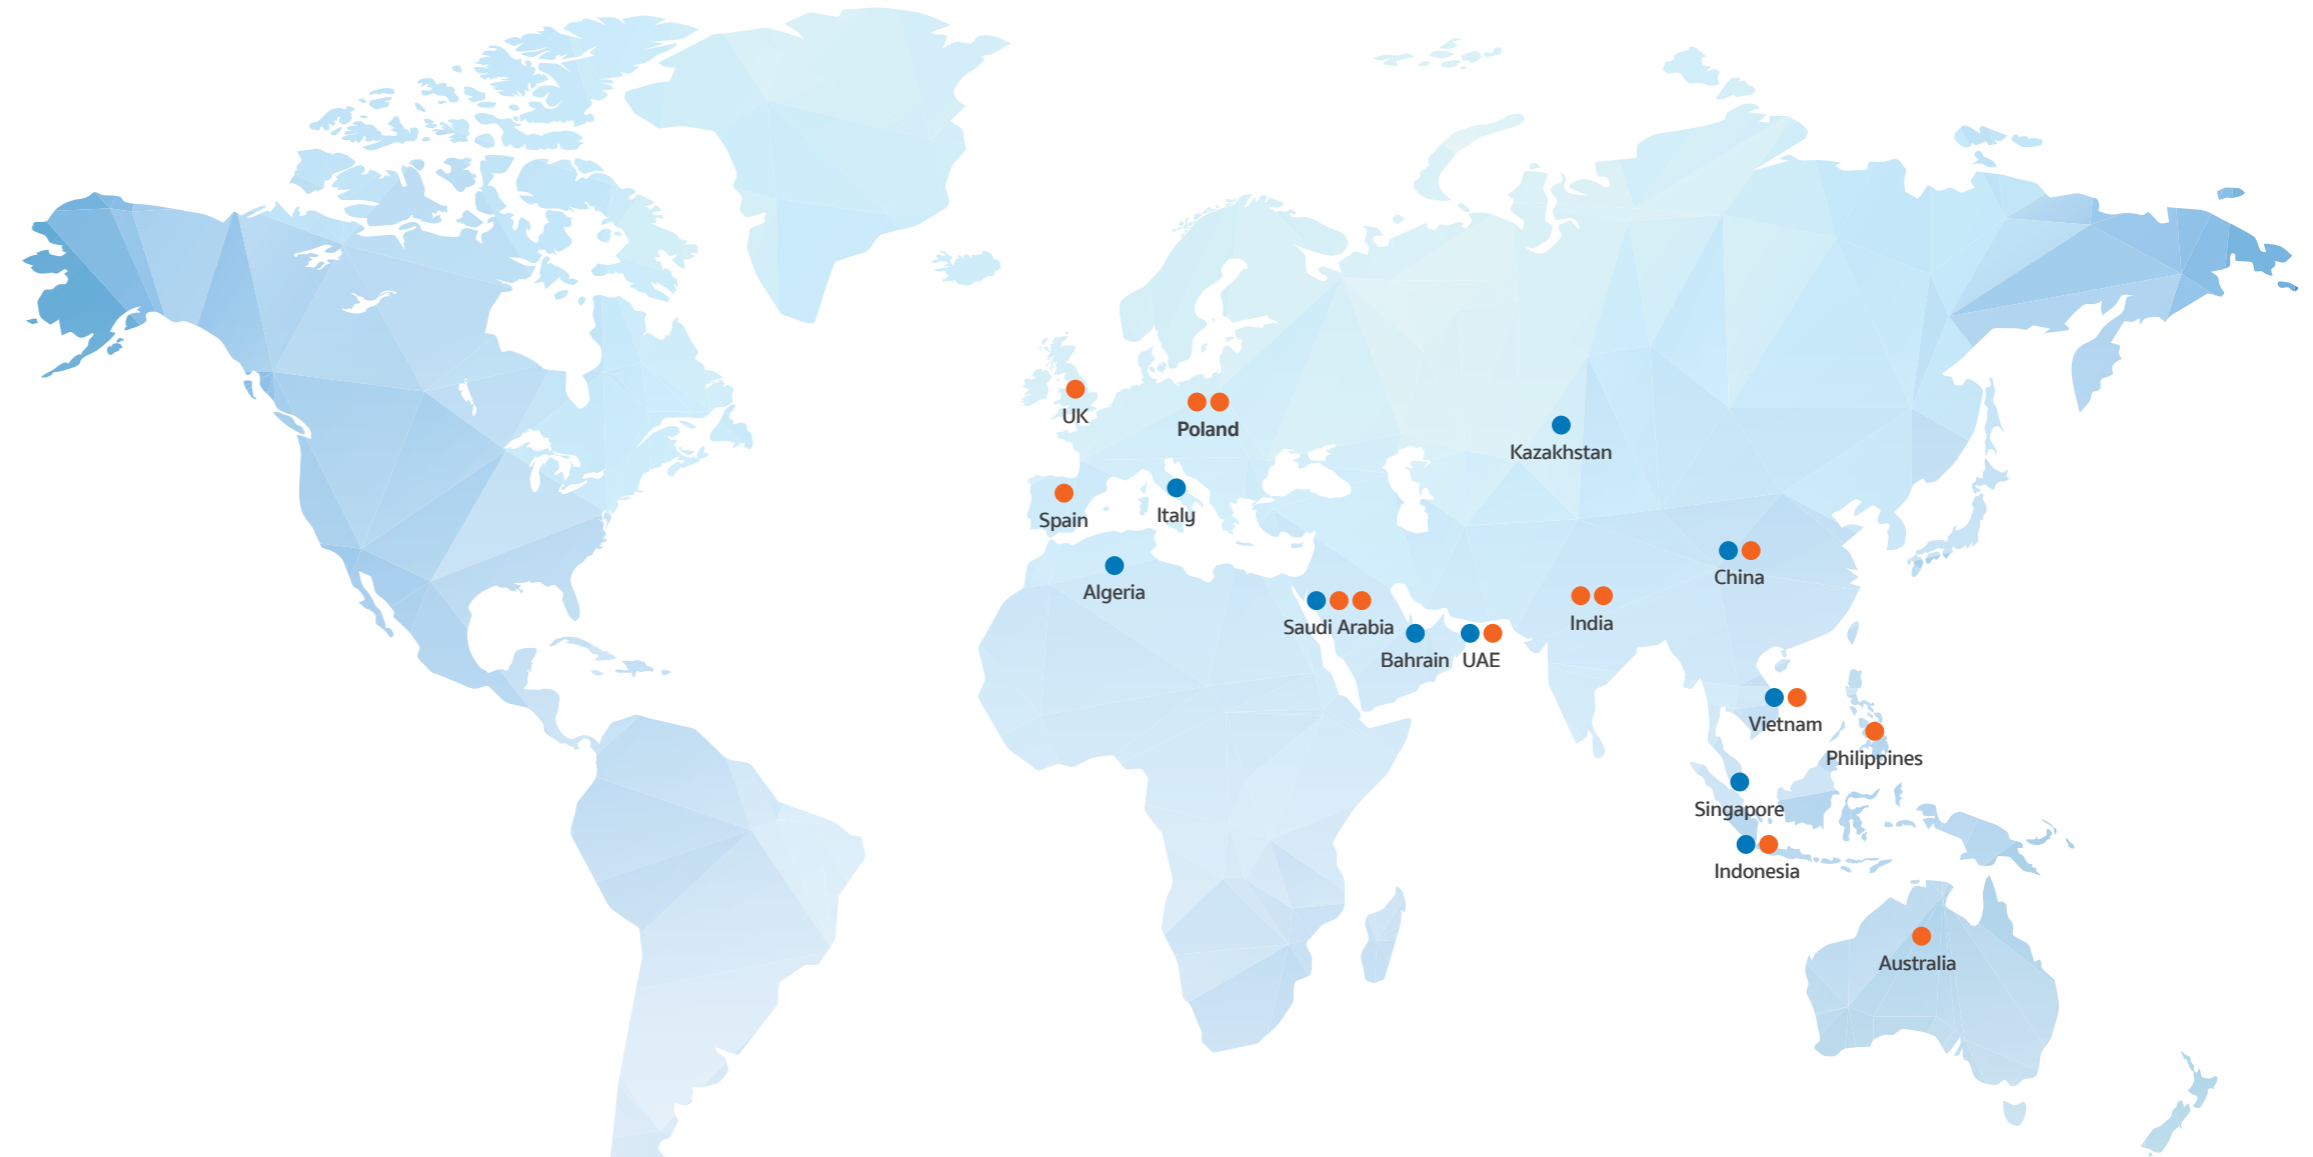 UK
Poland
Kazakhstan
Spain
Italy
China
Algeria
India
Saudi Arabia
Bahrain
UAE
Vietnam
Philippines
Singapore
Indonesia
Australia